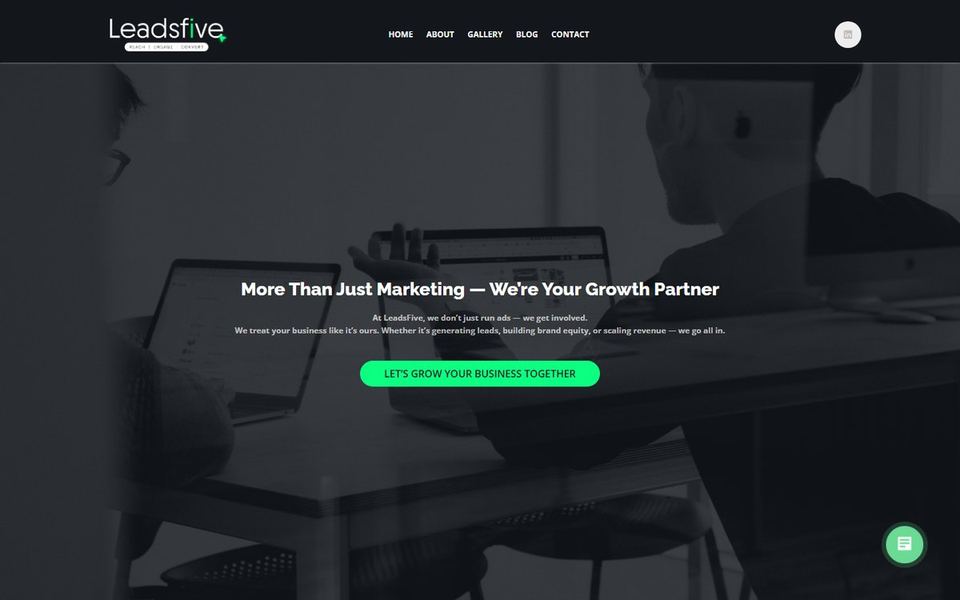 Leadsfive
REACH | ENGAGE | CONVERT
HOME ABOUT GALLERY BLOG CONTACT
More Than Just Marketing — We're Your Growth Partner
At LeadsFive, we don't just run ads — we get involved.
We treat your business like it's ours. Whether it's generating leads, building brand equity, or scaling revenue — we go all in.
LET'S GROW YOUR BUSINESS TOGETHER